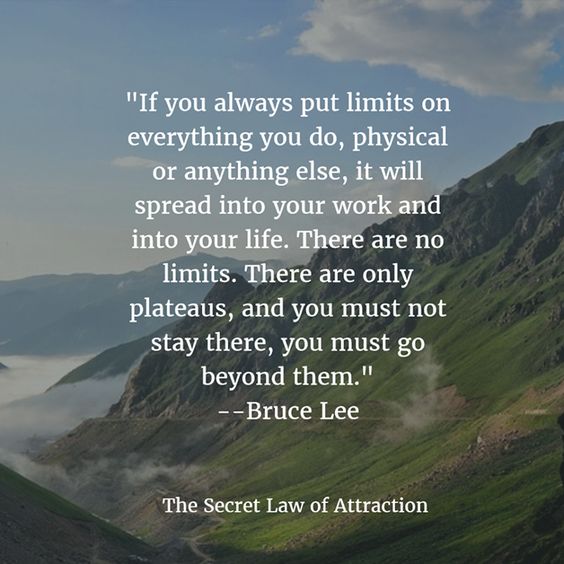 "If you always put limits on
everything you do, physical
or anything else, it will
spread into your work and
into your life. There are no
limits. There are only
plateaus, and you must not
stay there, you must go
beyond them."
--Bruce Lee
The Secret Law of Attraction